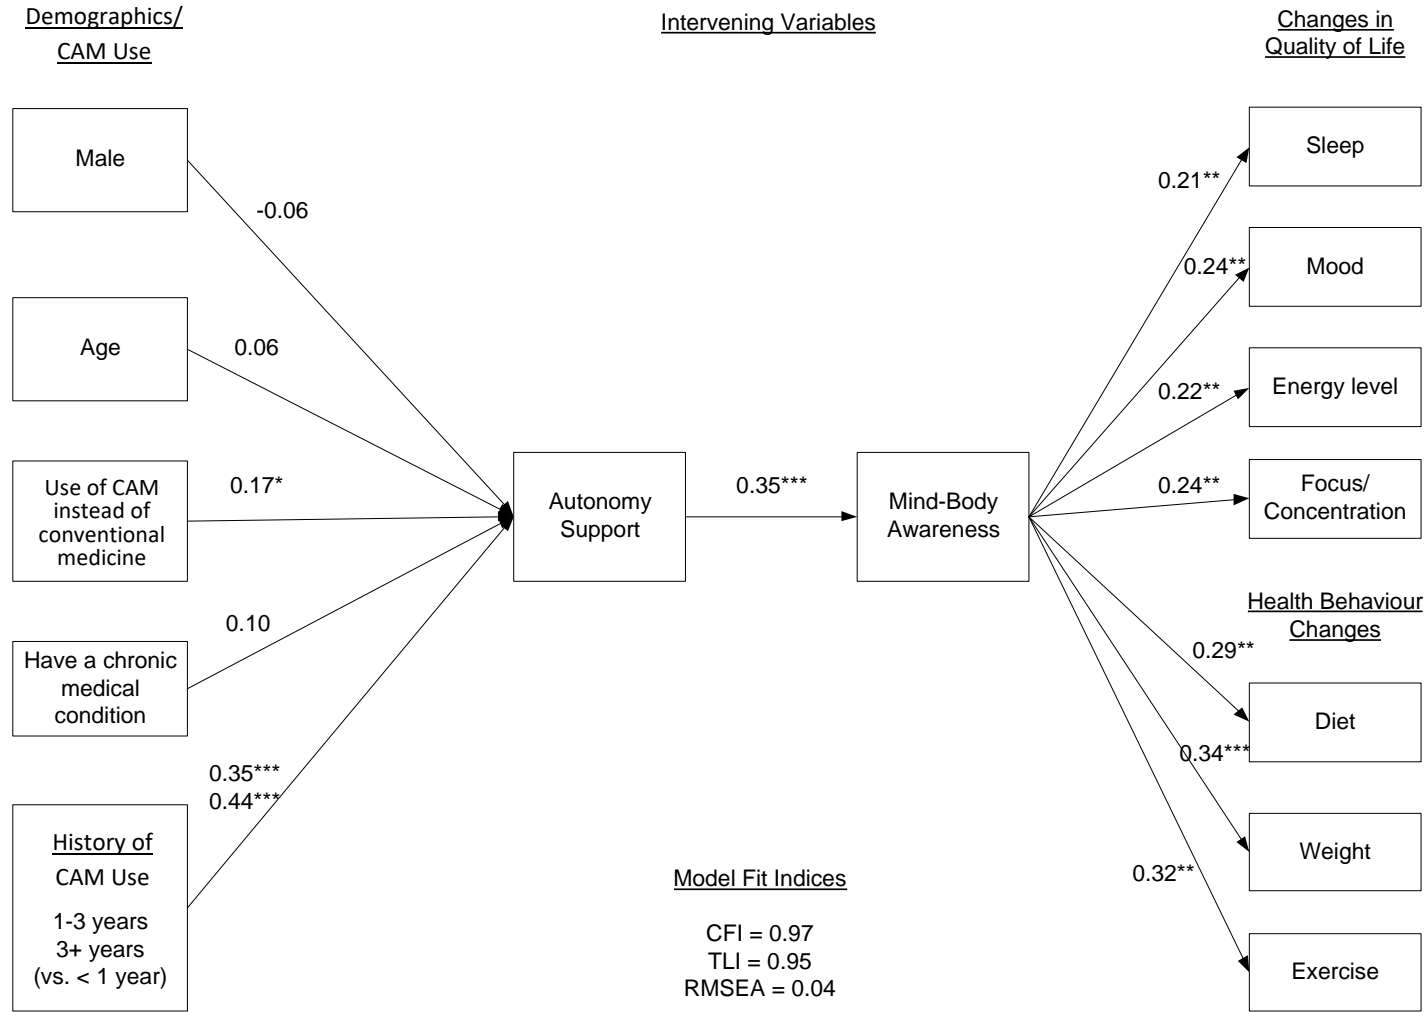 Demographics/
CAM Use
Intervening Variables
Changes in
Quality of Life
Male
-0.06
Age
0.06
Use of CAM
instead of
conventional
medicine
0.17*
Have a chronic
medical
condition
0.10
0.35***
0.44***
History of
CAM Use
1-3 years
3+ years
(vs. < 1 year)
Autonomy
Support
0.35***
Mind-Body
Awareness
0.21**
Sleep
0.24**
Mood
0.22**
Energy level
0.24**
Focus/
Concentration
Health Behaviour
Changes
0.29**
Diet
0.34***
Weight
0.32**
Exercise
Model Fit Indices
CFI = 0.97
TLI = 0.95
RMSEA = 0.04